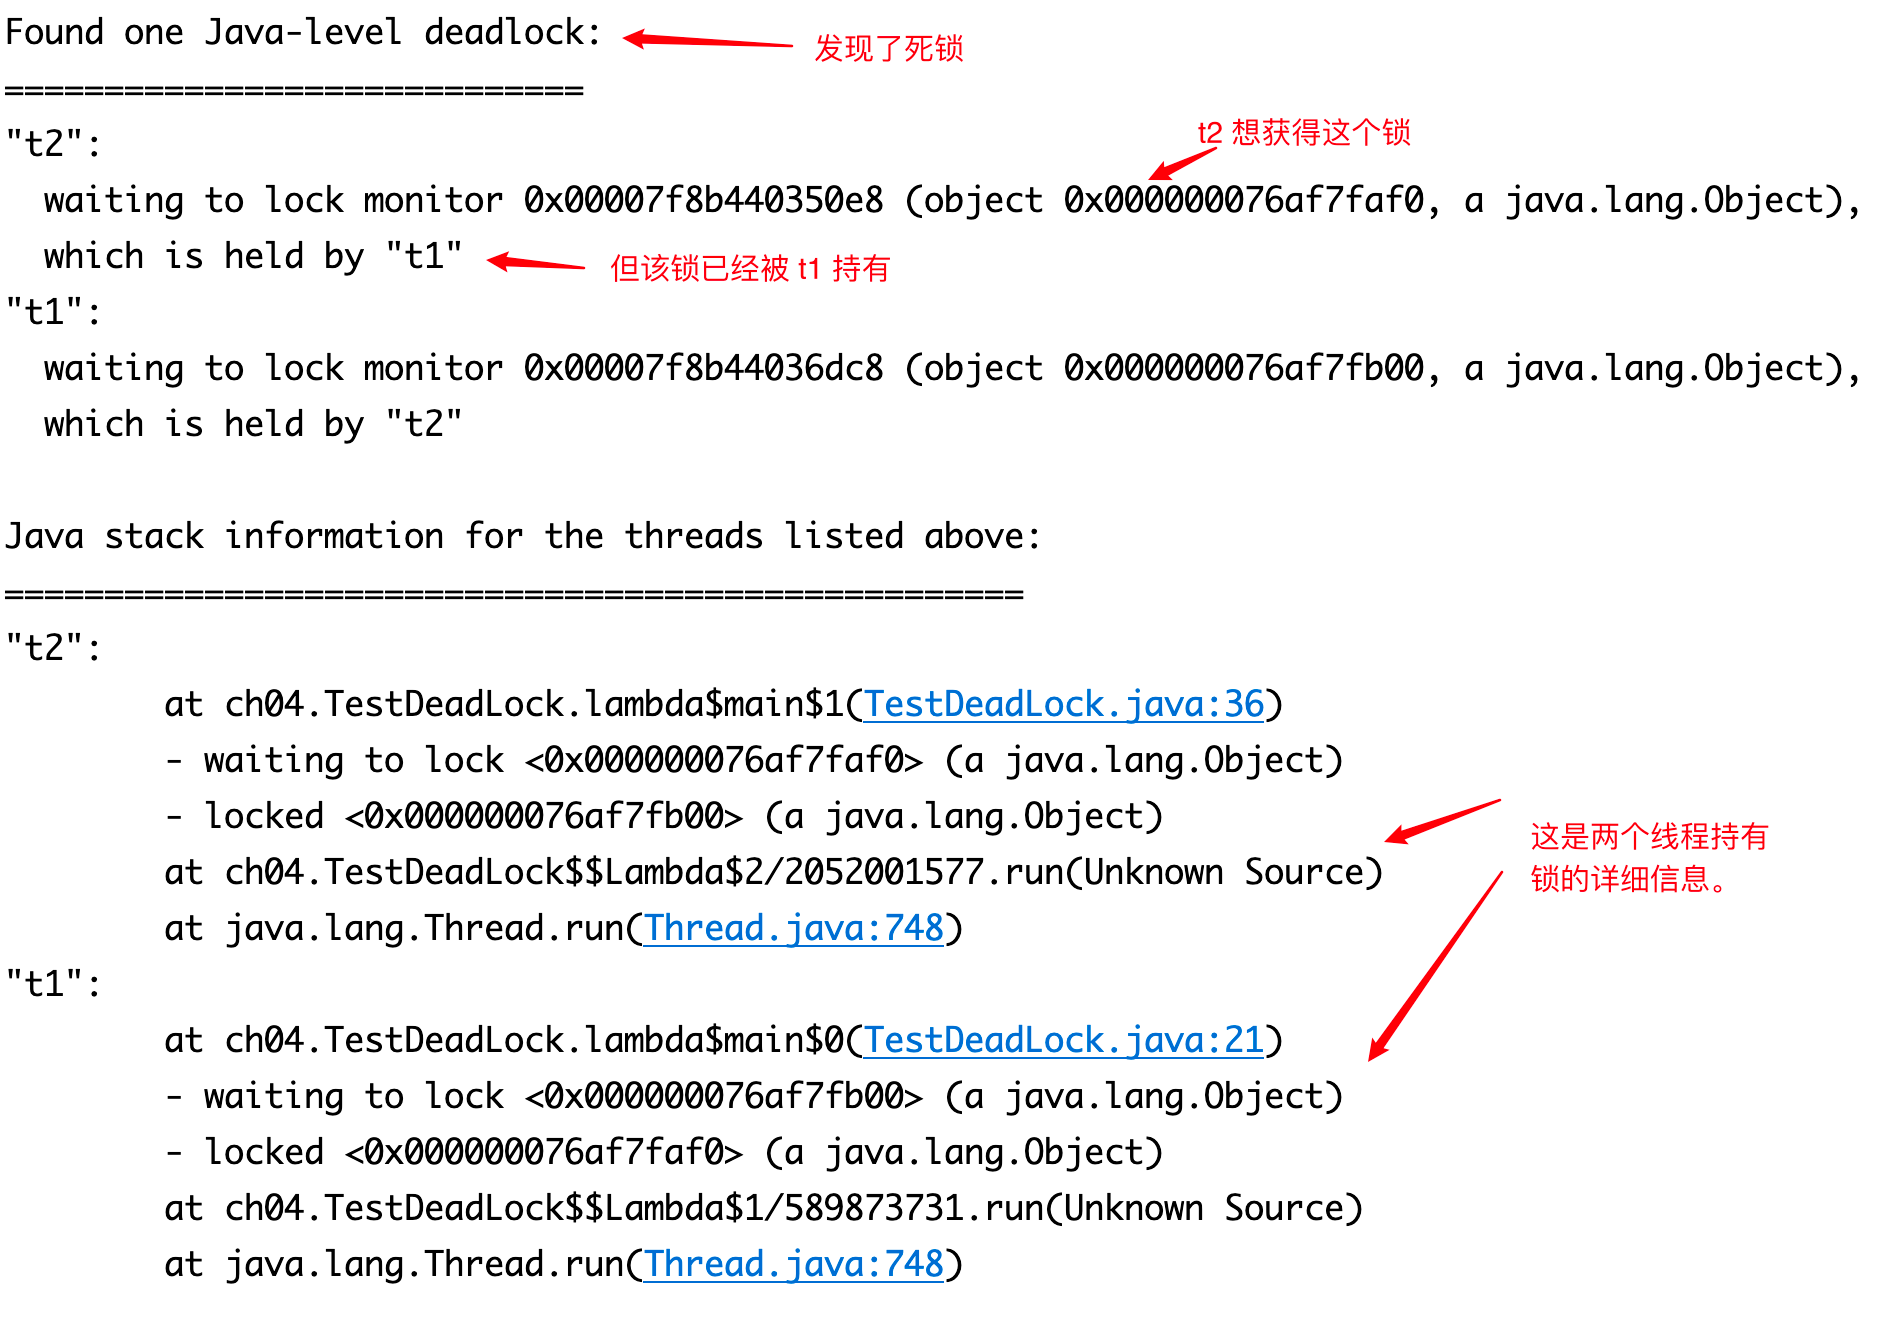 Found one Java-level deadlock:
发现了死锁
=============================
"t2":
t2 想获得这个锁
waiting to lock monitor 0x00007f8b440350e8 (object 0x000000076af7faf0, a java.lang.Object),
which is held by "t1"
但该锁已经被 t1 持有
"t1":
waiting to lock monitor 0x00007f8b44036dc8 (object 0x000000076af7fb00, a java.lang.Object),
which is held by "t2"
Java stack information for the threads listed above:
===================================================
"t2":
at ch04.TestDeadLock.lambda$main$1(TestDeadLock.java:36)
- waiting to lock <0x000000076af7faf0> (a java.lang.Object)
- locked <0x000000076af7fb00> (a java.lang.Object)
这是两个线程持有
锁的详细信息。
at ch04.TestDeadLock$$Lambda$2/2052001577.run(Unknown Source)
at java.lang.Thread.run(Thread.java:748)
"t1":
at ch04.TestDeadLock.lambda$main$0(TestDeadLock.java:21)
- waiting to lock <0x000000076af7fb00> (a java.lang.Object)
- locked <0x000000076af7faf0> (a java.lang.Object)
at ch04.TestDeadLock$$Lambda$1/589873731.run(Unknown Source)
at java.lang.Thread.run(Thread.java:748)